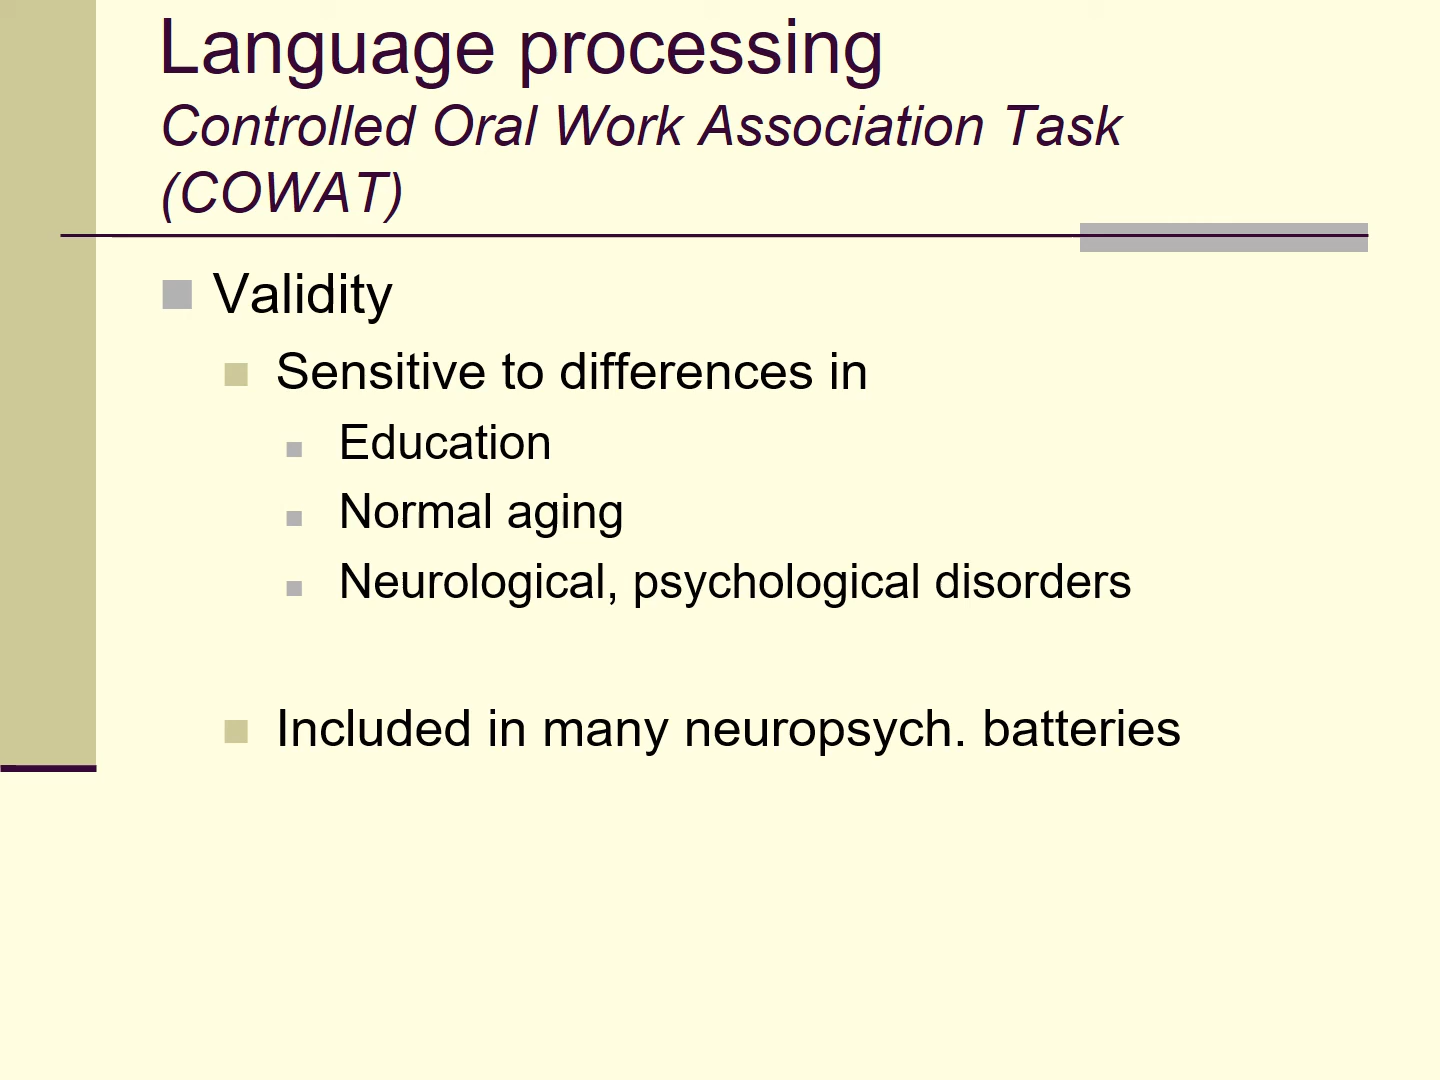 Language processing
Controlled Oral Work Association Task
(COWAT)
Validity
Sensitive to differences in
Education
Normal aging
Neurological, psychological disorders
Included in many neuropsych. batteries